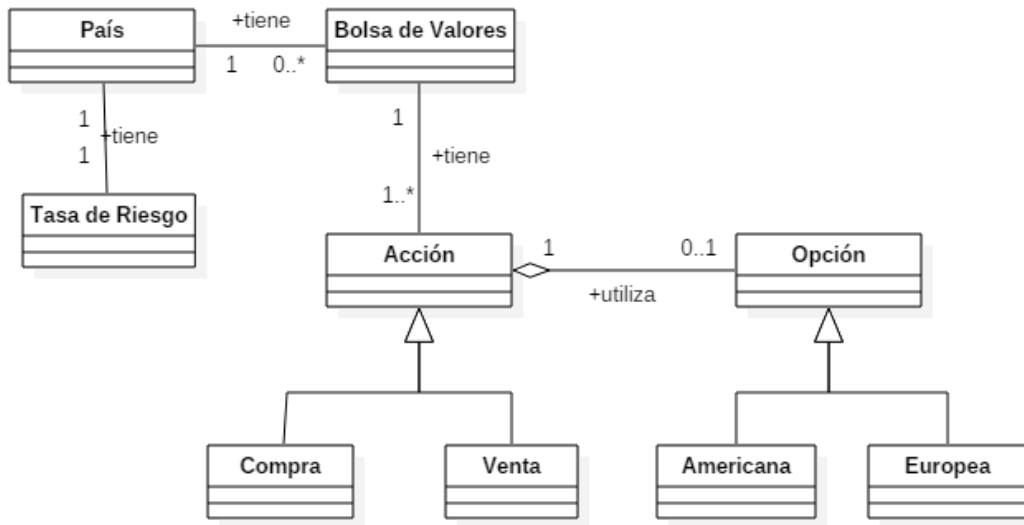 País
+tiene
Bolsa de Valores
1
0..*
1
+tiene
1
1
+tiene
1..*
Tasa de Riesgo
Acción
1
0..1
Opción
+utiliza
Compra
Venta
Americana
Europea